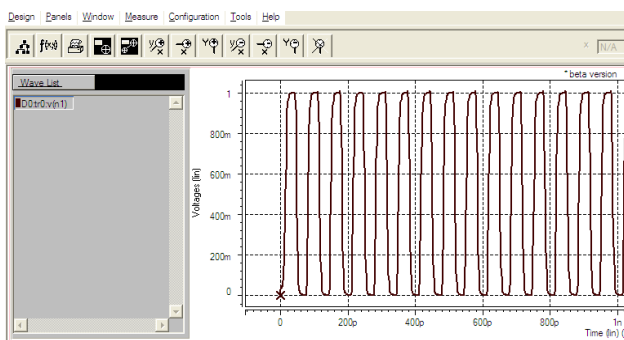 Design Panels Window Measure Configuration Tools Help
f(x) × N/A
Wave List
D0:tr0:v(n1)
* beta version
Voltages (lin)
1
800m
600m
400m
200m
0
0 200p 400p 600p 800p 1n
Time (lin) (